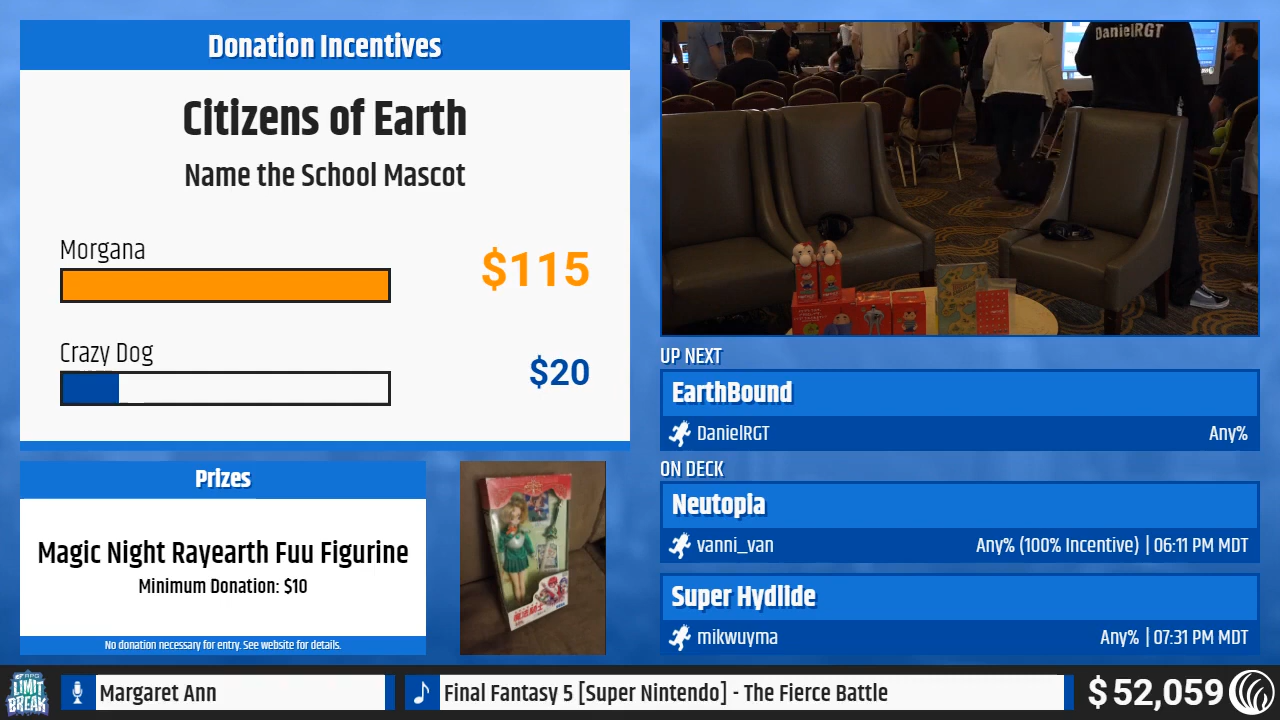 Donation Incentives
Citizens of Earth
Name the School Mascot
Morgana
$115
Crazy Dog
$20
Prizes
Magic Night Rayearth Fuu Figurine
Minimum Donation: $10
No donation necessary for entry. See website for details.
DanielRGT
UP NEXT
EarthBound
DanielRGT
Any%
ON DECK
Neutopia
vanni_van
Any% (100% Incentive) | 06:11 PM MDT
Super Hydlide
mikwuyma
Any% | 07:31 PM MDT
RPG
LIMIT
BREAK
Margaret Ann
Final Fantasy 5 [Super Nintendo] - The Fierce Battle
$52,059